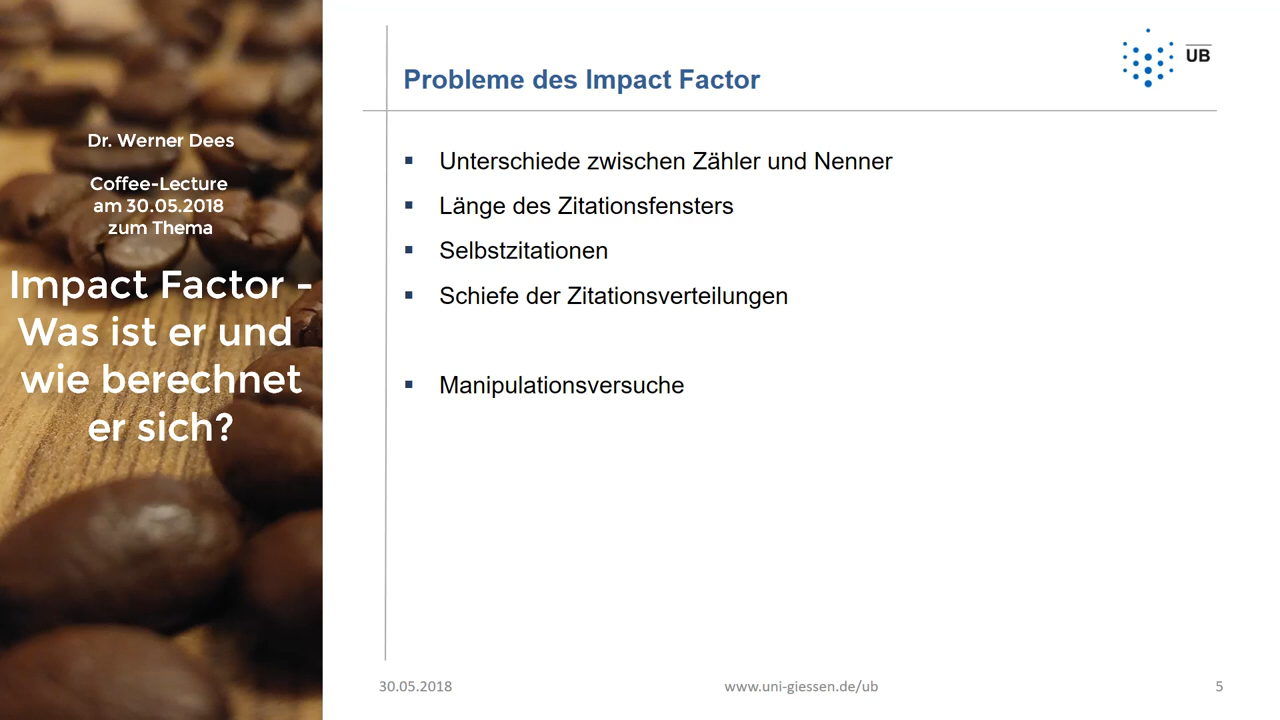 Dr. Werner Dees
Coffee-Lecture
am 30.05.2018
zum Thema
Impact Factor -
Was ist er und
wie berechnet
er sich?
Probleme des Impact Factor
UB
▪ Unterschiede zwischen Zähler und Nenner
▪ Länge des Zitationsfensters
▪ Selbstzitationen
▪ Schiefe der Zitationsverteilungen
▪ Manipulationsversuche
30.05.2018
www.uni-giessen.de/ub
5